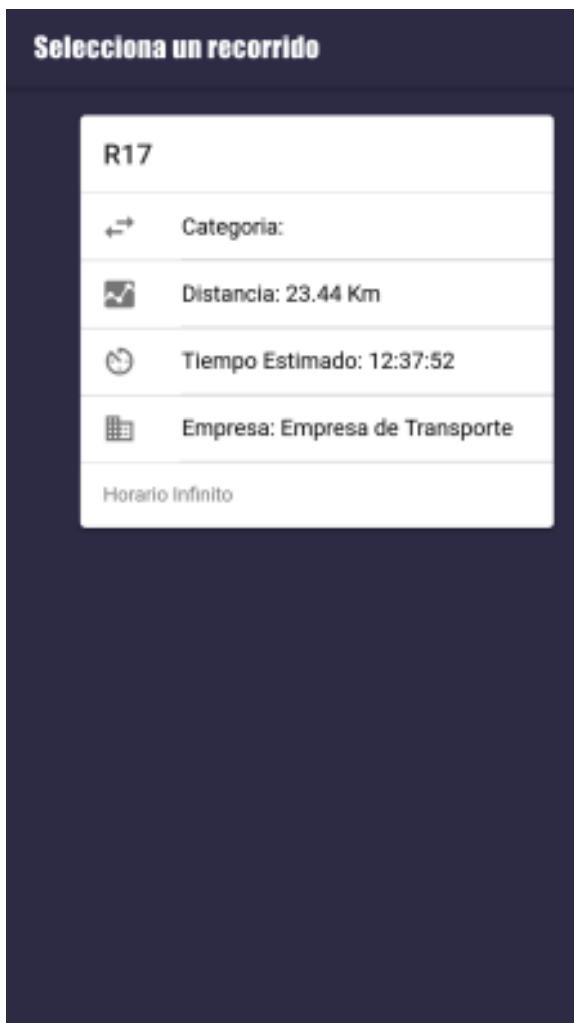 Selecciona un recorrido
R17
Categoria:
Distancia: 23.44 Km
Tiempo Estimado: 12:37:52
Empresa: Empresa de Transporte
Horario Infinito